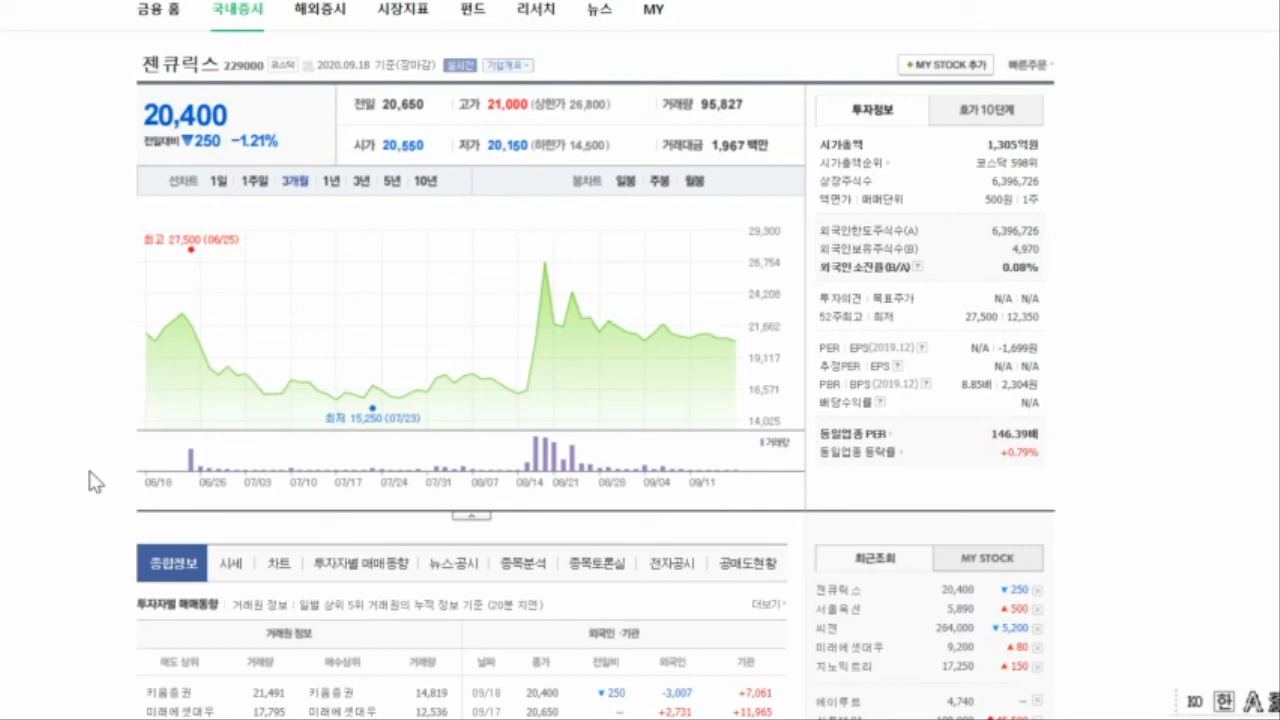 금융 홈 국내증시 해외증시 시장지표 펀드 리서치 뉴스 MY
젠큐릭스 229000 코스닥 2020.09.18 기준(장마감) 실시간 기업개요
MY STOCK 추가 빠른주문
20,400
전일대비 ▼250 -1.21%
전일 20,650 고가 21,000 (상한가 26,800) 거래량 95,827
시가 20,550 저가 20,150 (하한가 14,500) 거래대금 1,967 백만
선차트 1일 1주일 3개월 1년 3년 5년 10년 봉차트 일봉 주봉 월봉
최고 27,500 (06/25)
최저 15,250 (07/23)
29,300
26,754
24,208
21,662
19,117
16,571
14,025
거래량
06/18 06/26 07/03 07/10 07/17 07/24 07/31 08/07 08/14 08/21 08/28 09/04 09/11
투자정보 호가 10단계
시가총액 1,305억원
시가총액순위 코스닥 598위
상장주식수 6,396,726
액면가 매매단위 500원 1주
외국인한도주식수(A) 6,396,726
외국인보유주식수(B) 4,970
외국인소진율(B/A) ? 0.08%
투자의견 목표주가 N/A N/A
52주최고 최저 27,500 12,350
PER EPS(2019.12) ? N/A -1,699원
추정PER EPS ? N/A N/A
PBR BPS (2019.12) ? 8.85배 2,304원
배당수익률 ? N/A
동일업종 PER 146.39배
동일업종 등락률 +0.79%
종합정보 시세 차트 투자자별 매매동향 뉴스·공시 종목분석 종목토론실 전자공시 공매도현황
투자자별 매매동향 거래원 정보 : 일별 상위 5위 거래원의 누적 정보 기준 (20분 지연) 더보기
거래원 정보 외국인·기관
매도 상위 거래량 매수상위 거래량 날짜 종가 전일비 외국인 기관
키움증권 21,491 키움증권 14,819 09/18 20,400 ▼250 -3,007 +7,061
미래에셋대우 17,795 미래에셋대우 12,536 09/17 20,650 - +2,731 +11,965
최근조회 MY STOCK
젠큐릭스 20,400 ▼250
서울옥션 5,890 ▲500
씨젠 264,000 ▼5,200
미래에셋대우 9,200 ▲80
지노믹트리 17,250 ▲150
에이루트 4,740 -
KO 한 A